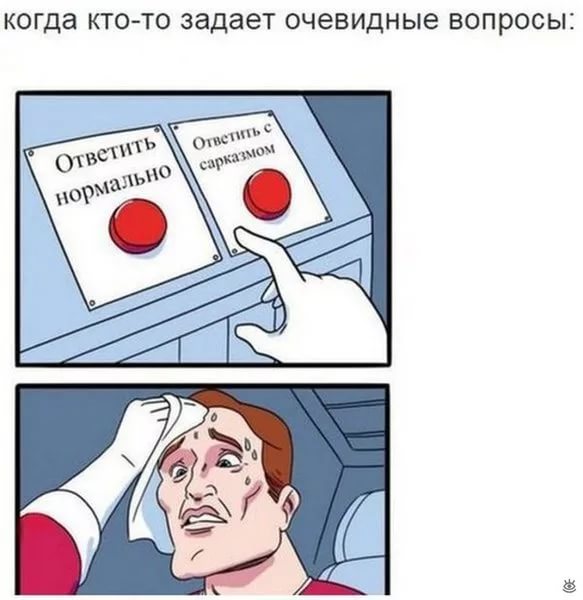 когда кто-то задает очевидные вопросы:
Ответить
нормально
Ответить с
сарказмом